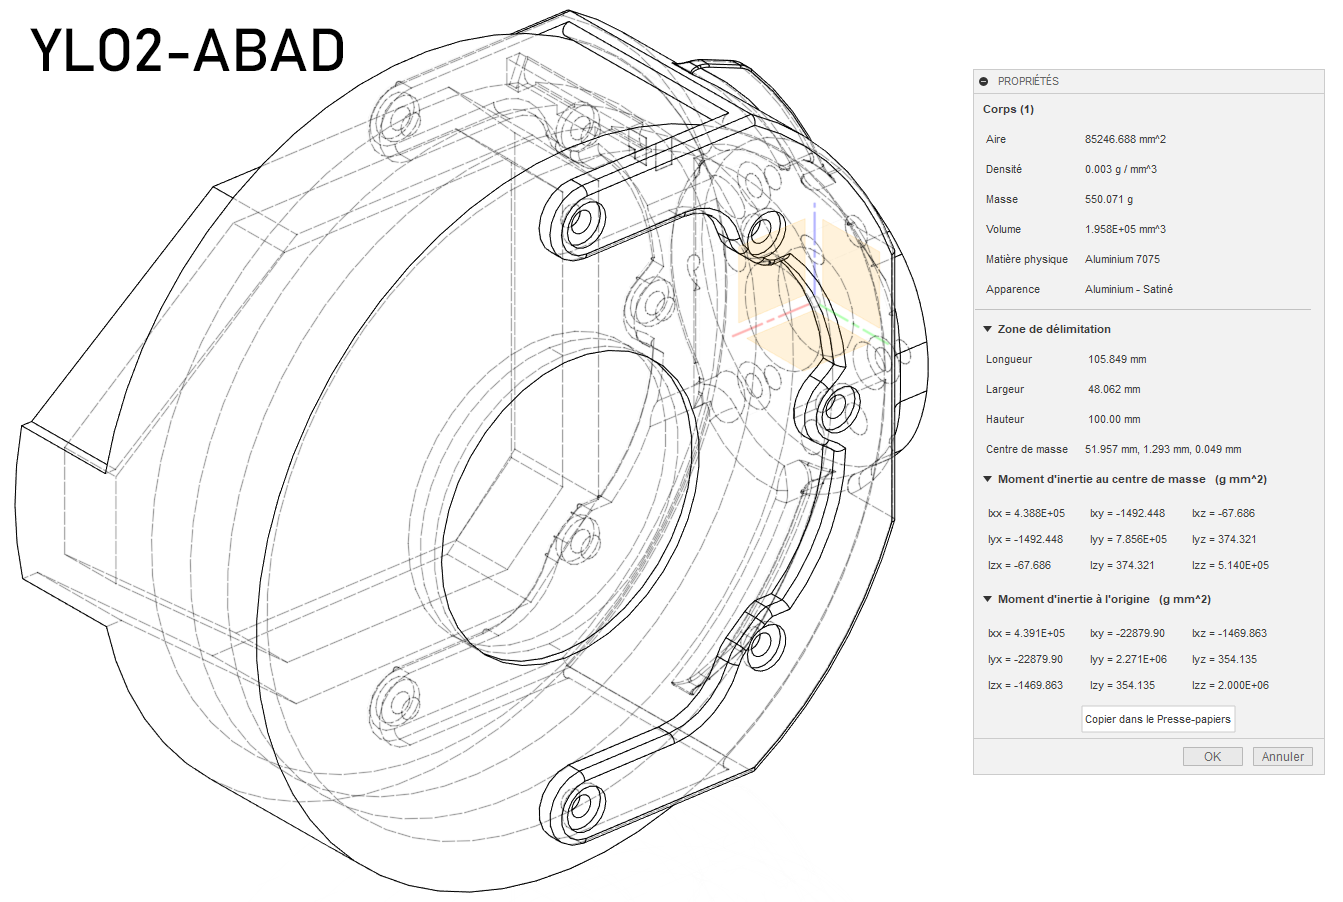 YLO2-ABAD
PROPRIÉTÉS
Corps (1)
Aire 85246.688 mm^2
Densité 0.003 g / mm^3
Masse 550.071 g
Volume 1.958E+05 mm^3
Matière physique Aluminium 7075
Apparence Aluminium - Satiné
Zone de délimitation
Longueur 105.849 mm
Largeur 48.062 mm
Hauteur 100.00 mm
Centre de masse 51.957 mm, 1.293 mm, 0.049 mm
Moment d'inertie au centre de masse (g mm^2)
Ixx = 4.388E+05 Ixy = -1492.448 Ixz = -67.686
Iyx = -1492.448 Iyy = 7.856E+05 Iyz = 374.321
Izx = -67.686 Izy = 374.321 Izz = 5.140E+05
Moment d'inertie à l'origine (g mm^2)
Ixx = 4.391E+05 Ixy = -22879.90 Ixz = -1469.863
Iyx = -22879.90 Iyy = 2.271E+06 Iyz = 354.135
Izx = -1469.863 Izy = 354.135 Izz = 2.000E+06
Copier dans le Presse-papiers
OK Annuler